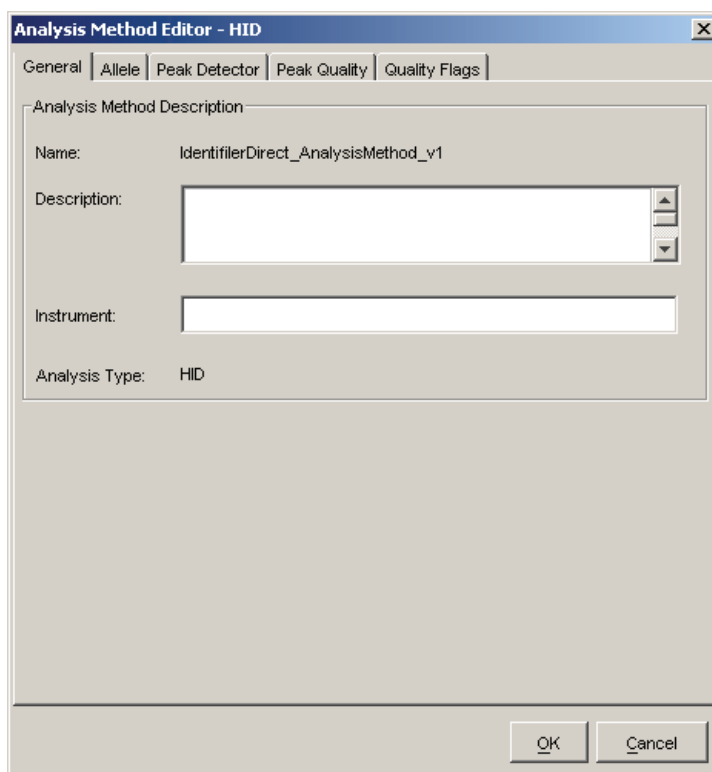 Analysis Method Editor - HID
General Allele Peak Detector Peak Quality Quality Flags
Analysis Method Description
Name: IdentifilerDirect_AnalysisMethod_v1
Description:
Instrument:
Analysis Type: HID
OK Cancel